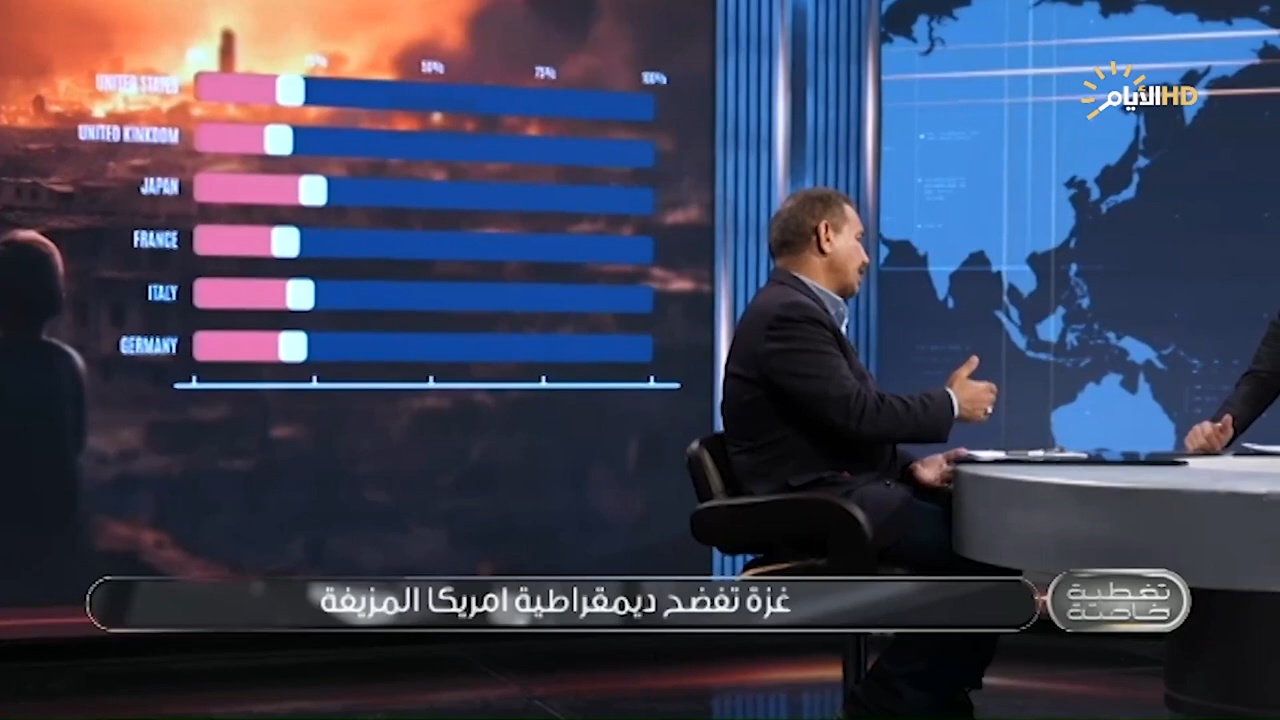 50%
75%
100%
UNITED STATES
UNITED KINKDOM
JAPAN
FRANCE
ITALY
GERMANY
الأيام HD
غزة تفضح ديمقراطية امريكا المزيفة
تغطية
خاصة